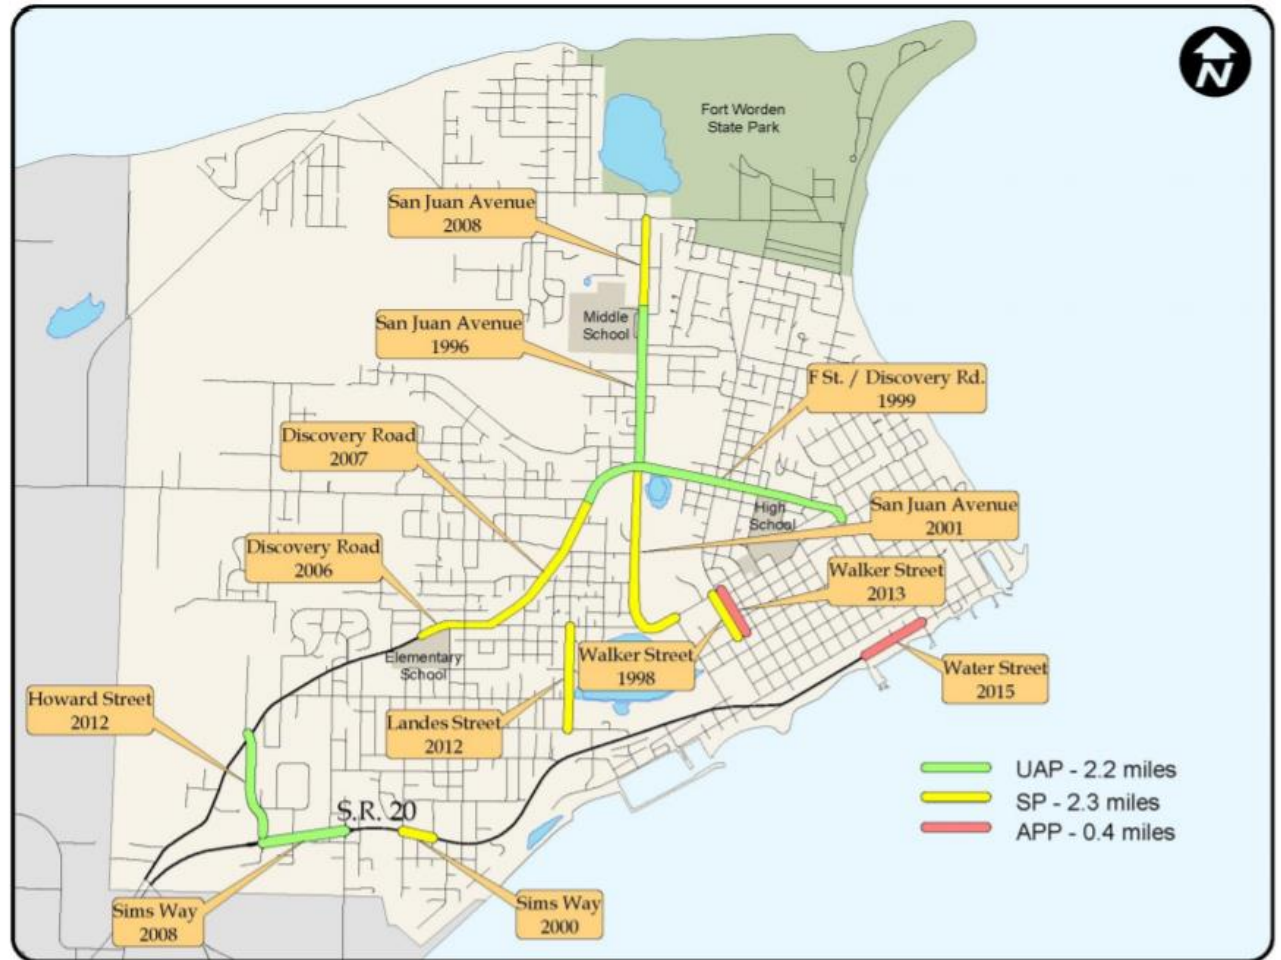 N
Fort Worden
State Park
San Juan Avenue
2008
Middle
School
San Juan Avenue
1996
F St. / Discovery Rd.
1999
Discovery Road
2007
High
School
San Juan Avenue
2001
Discovery Road
2006
Walker Street
2013
Elementary
School
Walker Street
1998
Water Street
2015
Howard Street
2012
Landes Street
2012
S.R. 20
UAP - 2.2 miles
SP - 2.3 miles
APP - 0.4 miles
Sims Way
2008
Sims Way
2000